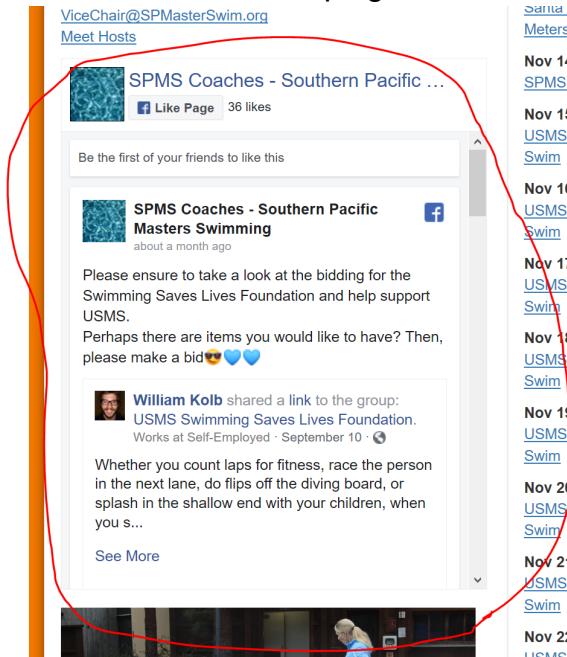 ViceChair@SPMasterSwim.org
Meet Hosts
SPMS Coaches - Southern Pacific …
Like Page
36 likes
Be the first of your friends to like this
SPMS Coaches - Southern Pacific
Masters Swimming
about a month ago
Please ensure to take a look at the bidding for the
Swimming Saves Lives Foundation and help support
USMS.
Perhaps there are items you would like to have? Then,
please make a bid😎💙💙
William Kolb shared a link to the group:
USMS Swimming Saves Lives Foundation.
Works at Self-Employed · September 10 ·
Whether you count laps for fitness, race the person
in the next lane, do flips off the diving board, or
splash in the shallow end with your children, when
you s...
See More
Santa
Meters
Nov 14
SPMS
Nov 15
USMS
Swim
Nov 16
USMS
Swim
Nov 17
USMS
Swim
Nov 18
USMS
Swim
Nov 19
USMS
Swim
Nov 20
USMS
Swim
Nov 21
USMS
Swim
Nov 22
USMS